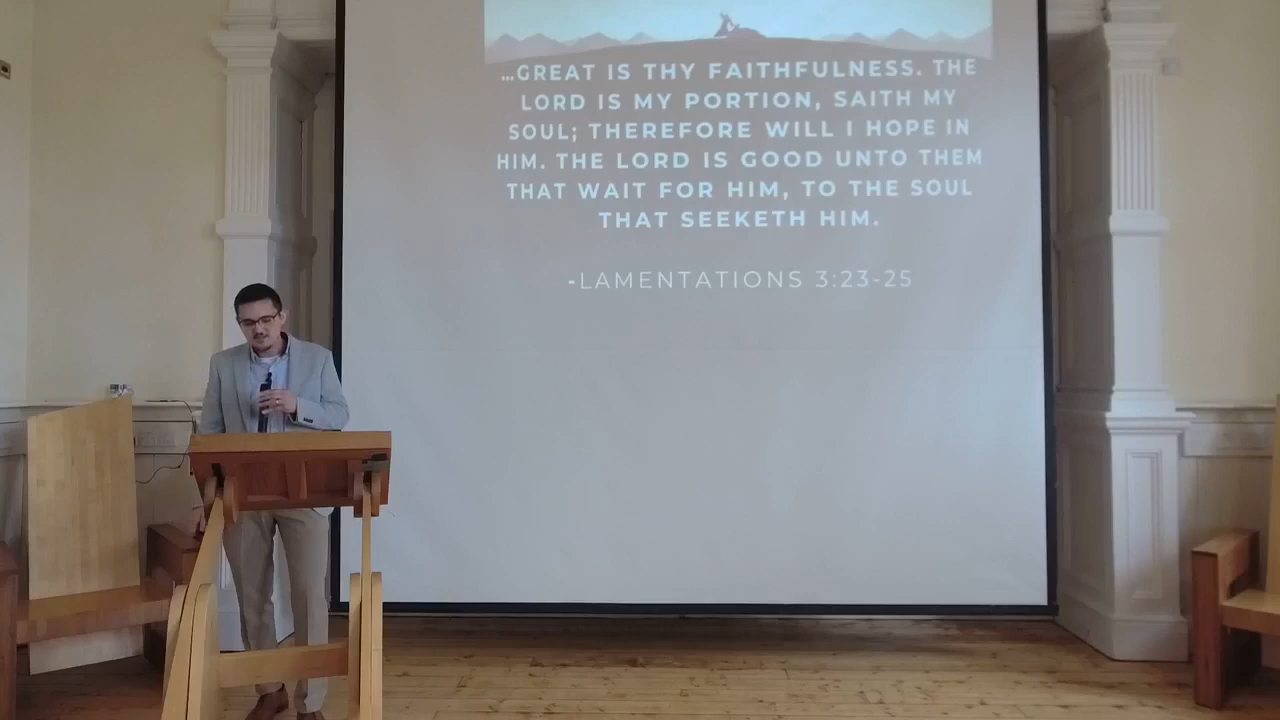 …GREAT IS THY FAITHFULNESS. THE
LORD IS MY PORTION, SAITH MY
SOUL; THEREFORE WILL I HOPE IN
HIM. THE LORD IS GOOD UNTO THEM
THAT WAIT FOR HIM, TO THE SOUL
THAT SEEKETH HIM.
-LAMENTATIONS 3:23-25